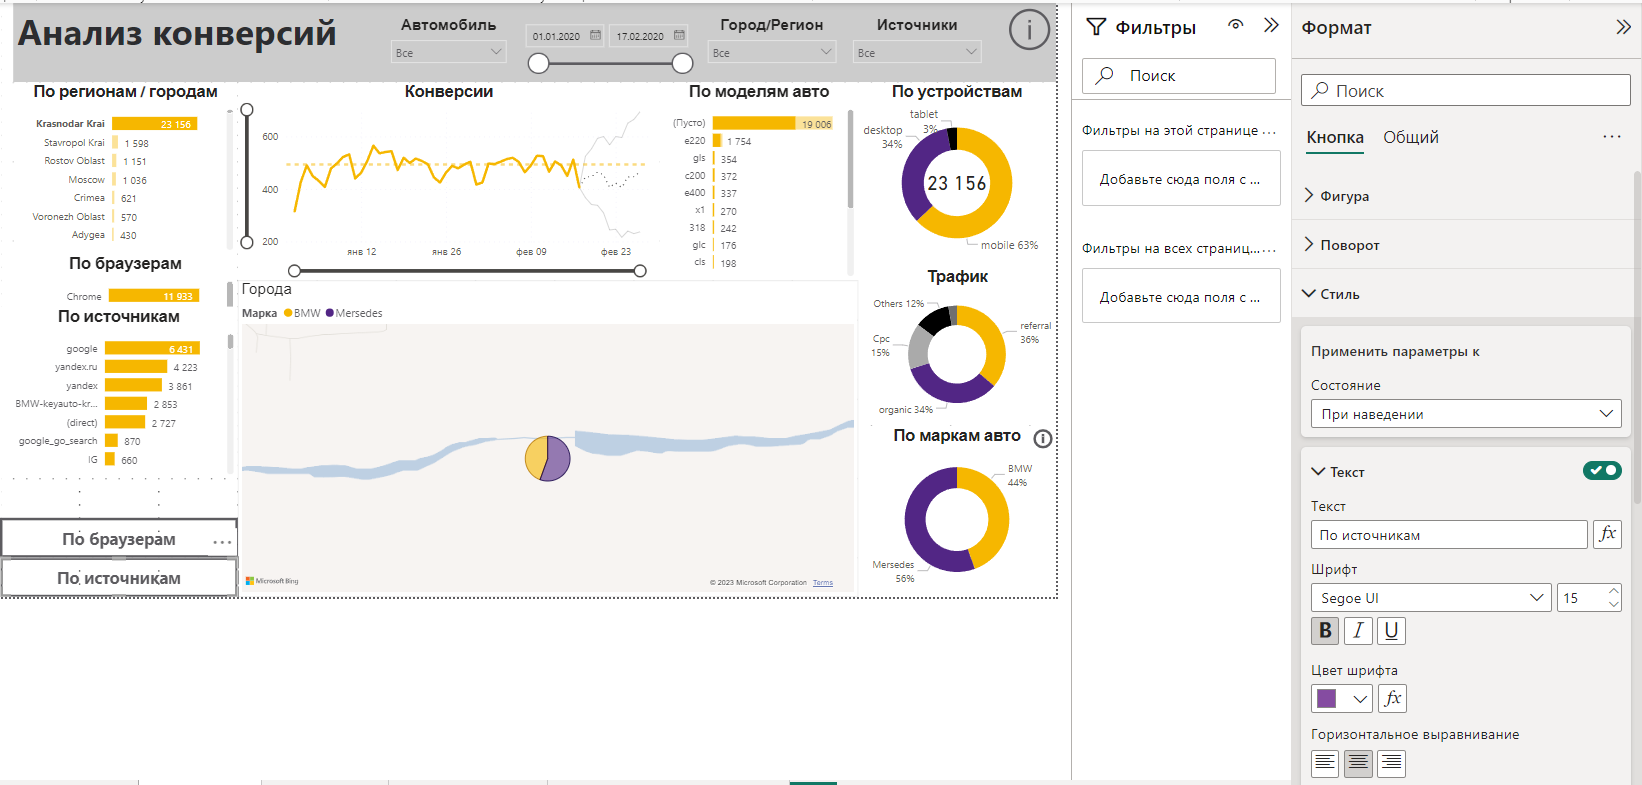 Анализ конверсий
Автомобиль
Все
01.01.2020
17.02.2020
Город/Регион
Все
Источники
Все
По регионам / городам
Krasnodar Krai 23 156
Stavropol Krai 1 598
Rostov Oblast 1 151
Moscow 1 036
Crimea 621
Voronezh Oblast 570
Adygea 430
По браузерам
Chrome 11 933
По источникам
google 6 431
yandex.ru 4 223
yandex 3 861
BMW-keyauto-kr... 2 853
(direct) 2 727
google_go_search 870
IG 660
По браузерам
...
По источникам
Конверсии
600
400
200
янв 12 янв 26 фев 09 фев 23
По моделям авто
(Пусто) 19 006
e220 1 754
gls 354
c200 372
e400 337
x1 270
318 242
glc 176
cls 198
Города
Марка BMW Mersedes
Microsoft Bing
© 2023 Microsoft Corporation Terms
По устройствам
tablet
3%
desktop
34%
23 156
mobile 63%
Трафик
Others 12%
referral
36%
Cpc
15%
organic 34%
По маркам авто
BMW
44%
Mersedes
56%
Фильтры
Поиск
Фильтры на этой странице ...
Добавьте сюда поля с ...
Фильтры на всех страниц...
Добавьте сюда поля с ...
Формат
Поиск
Кнопка Общий
Фигура
Поворот
Стиль
Применить параметры к
Состояние
При наведении
Текст
Текст
По источникам
fx
Шрифт
Segoe UI
15
B I U
Цвет шрифта
fx
Горизонтальное выравнивание